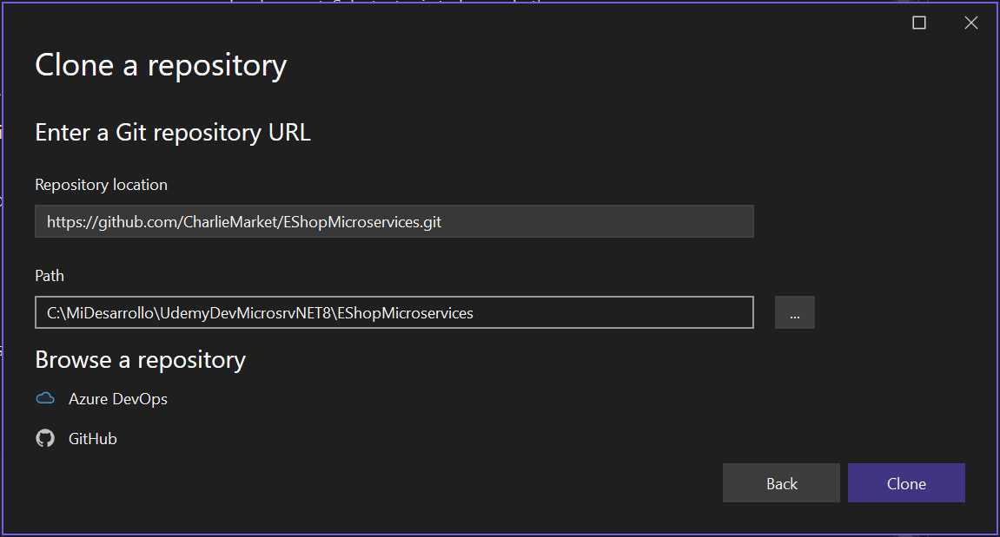 Clone a repository
Enter a Git repository URL
Repository location
https://github.com/CharlieMarket/EShopMicroservices.git
Path
C:\MiDesarrollo\UdemyDevMicrosrvNET8\EShopMicroservices
...
Browse a repository
Azure DevOps
GitHub
Back
Clone